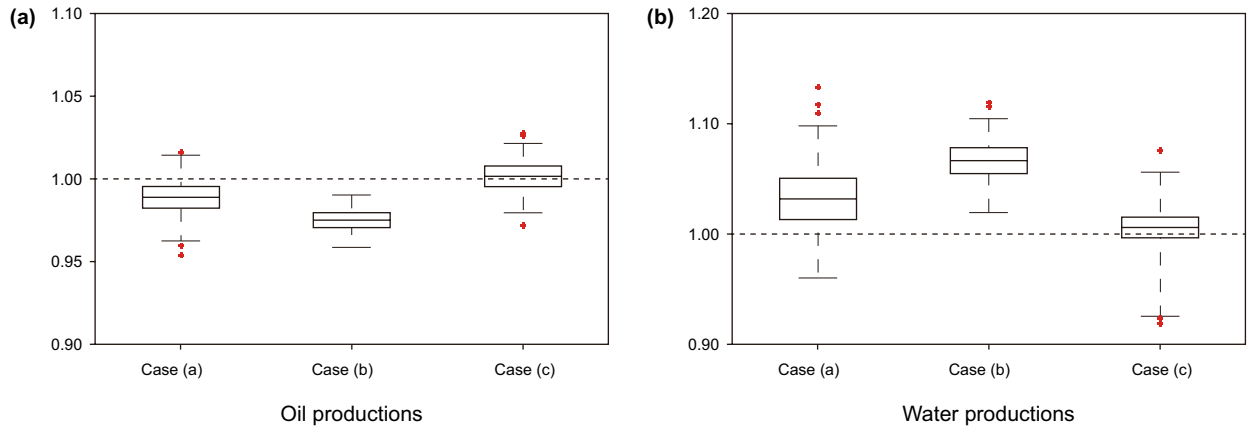 (a)
1.10
1.05
1.00
0.95
0.90
Case (a) Case (b) Case (c)
Oil productions
(b)
1.20
1.10
1.00
0.90
Case (a) Case (b) Case (c)
Water productions